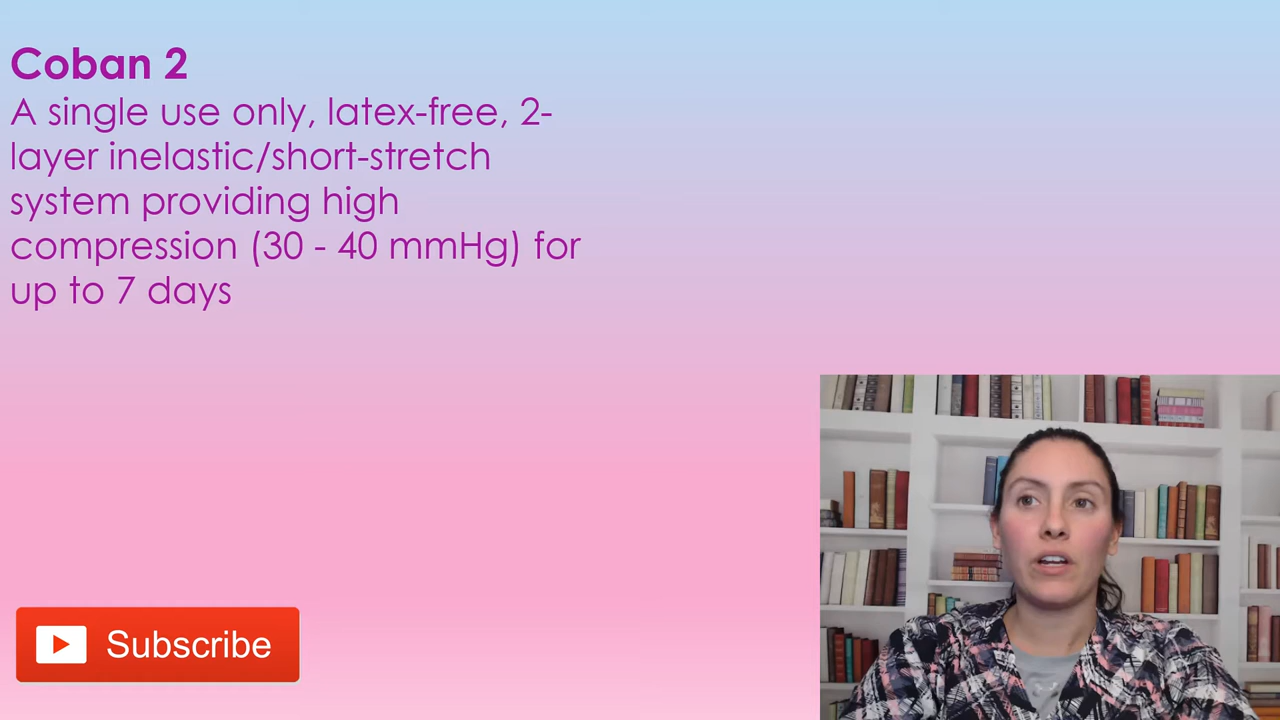 Coban 2
A single use only, latex-free, 2-
layer inelastic/short-stretch
system providing high
compression (30 - 40 mmHg) for
up to 7 days
Subscribe